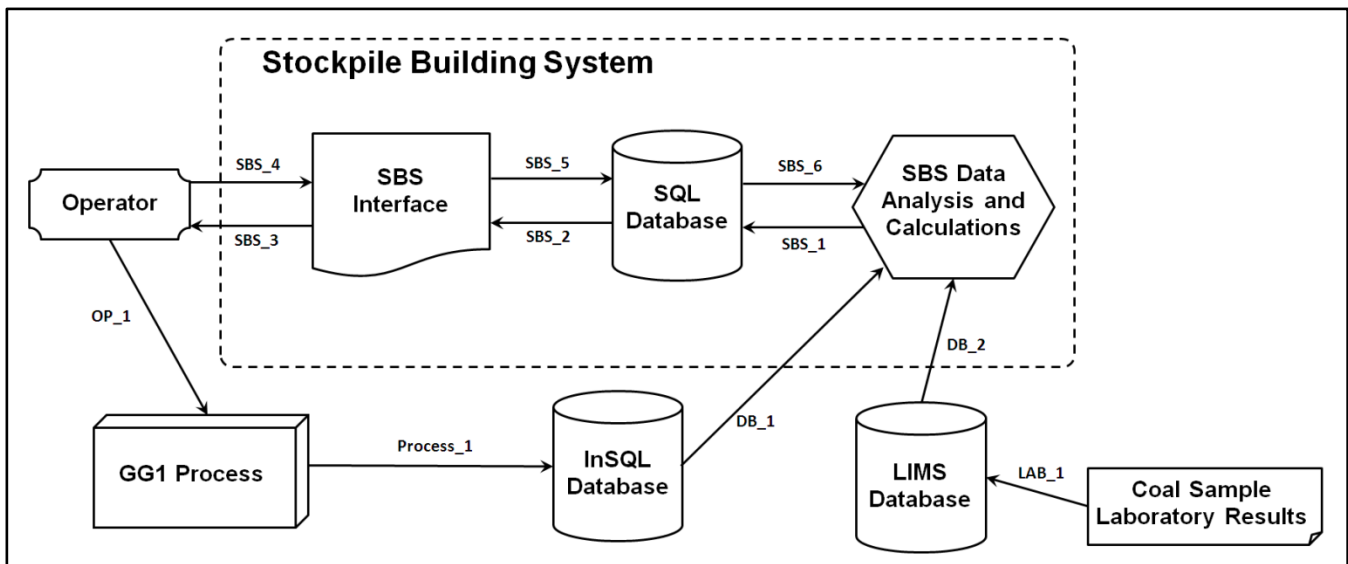 Stockpile Building System
SBS_4
SBS_5
SBS_6
Operator
SBS
Interface
SQL
Database
SBS Data
Analysis and
Calculations
SBS_3
SBS_2
SBS_1
OP_1
DB_2
DB_1
GG1 Process
Process_1
InSQL
Database
LIMS
Database
LAB_1
Coal Sample
Laboratory Results